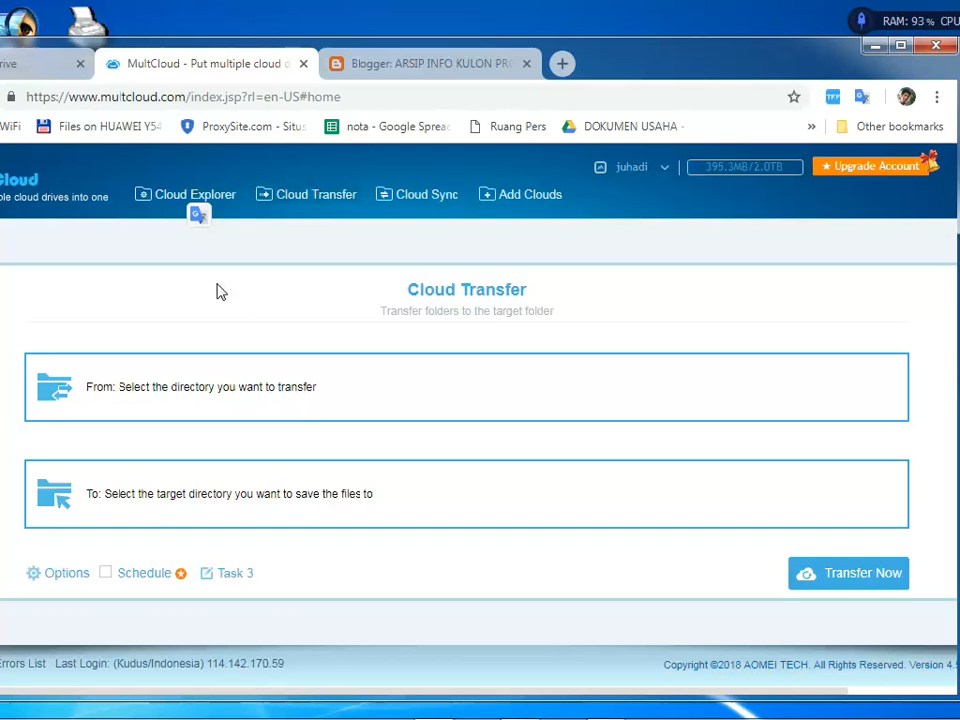 RAM: 93% CPU
rive
MultCloud - Put multiple cloud d
Blogger: ARSIP INFO KULON PR
https://www.multcloud.com/index.jsp?rl=en-US#home
WiFi
Files on HUAWEI Y54
ProxySite.com - Situs
nota - Google Spread
Ruang Pers
DOKUMEN USAHA -
»
Other bookmarks
Cloud
ple cloud drives into one
Cloud Explorer
Cloud Transfer
Cloud Sync
Add Clouds
juhadi
395.3MB/2.0TB
Upgrade Account
Cloud Transfer
Transfer folders to the target folder
From: Select the directory you want to transfer
To: Select the target directory you want to save the files to
Options
Schedule
Task 3
Transfer Now
Errors List Last Login: (Kudus/Indonesia) 114.142.170.59
Copyright ©2018 AOMEI TECH. All Rights Reserved. Version 4.